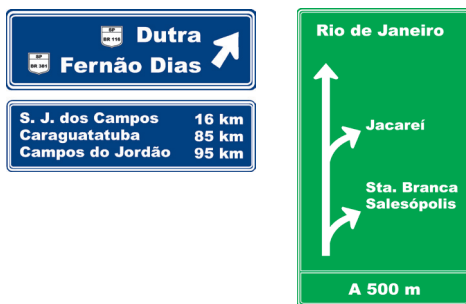 SP
BR 116
Dutra
SP
BR 381
Fernão Dias
S. J. dos Campos 16 km
Caraguatatuba 85 km
Campos do Jordão 95 km
Rio de Janeiro
Jacareí
Sta. Branca
Salesópolis
A 500 m